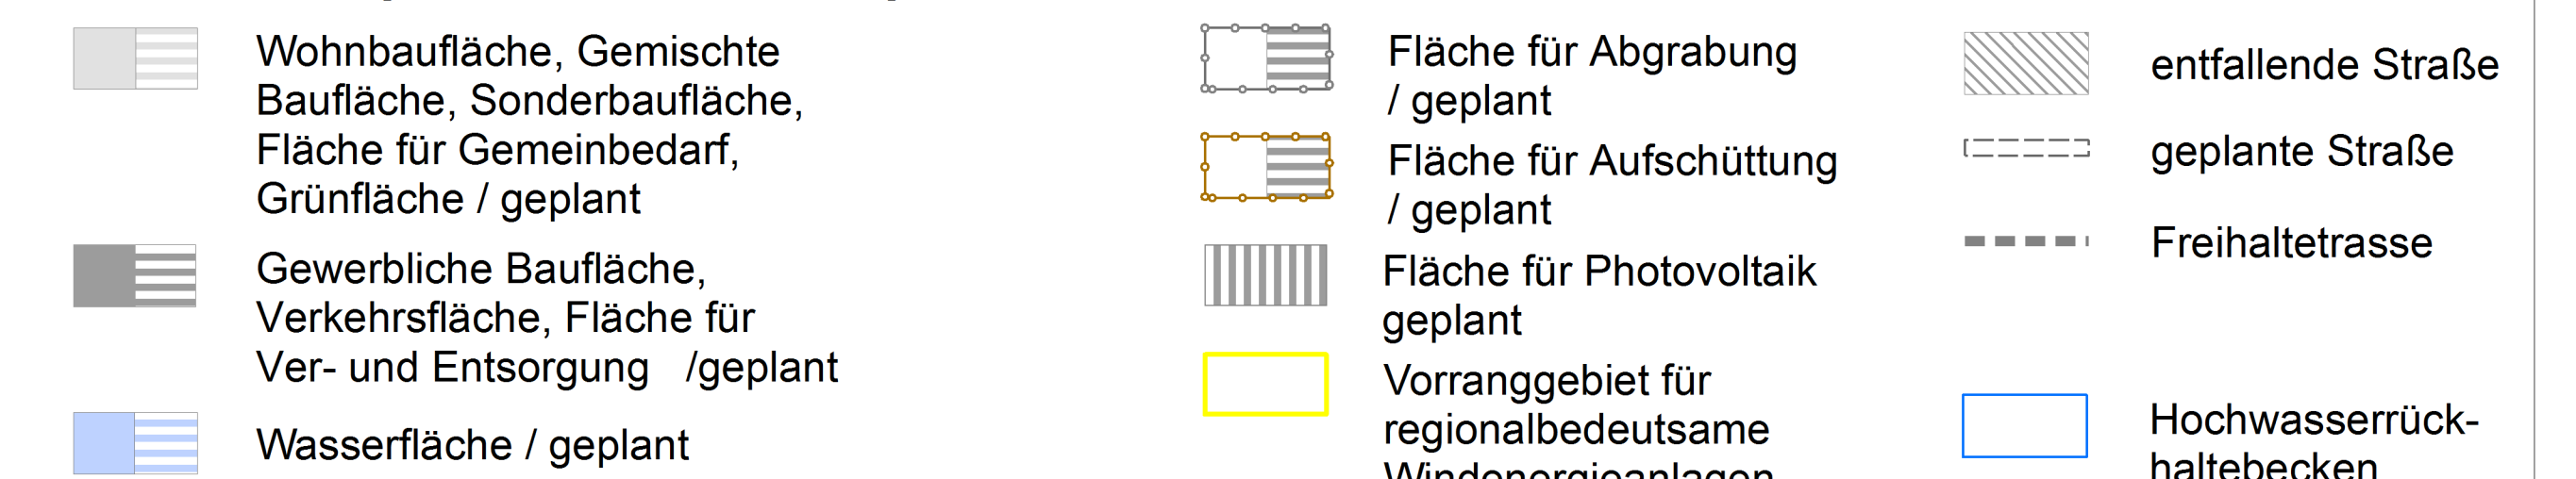 Wohnbaufläche, Gemischte
Baufläche, Sonderbaufläche,
Fläche für Gemeinbedarf,
Grünfläche / geplant
Gewerbliche Baufläche,
Verkehrsfläche, Fläche für
Ver- und Entsorgung /geplant
Wasserfläche / geplant
Fläche für Abgrabung
/ geplant
Fläche für Aufschüttung
/ geplant
Fläche für Photovoltaik
geplant
Vorranggebiet für
regionalbedeutsame
Windenergieanlagen
entfallende Straße
geplante Straße
Freihaltetrasse
Hochwasserrück-
haltebecken